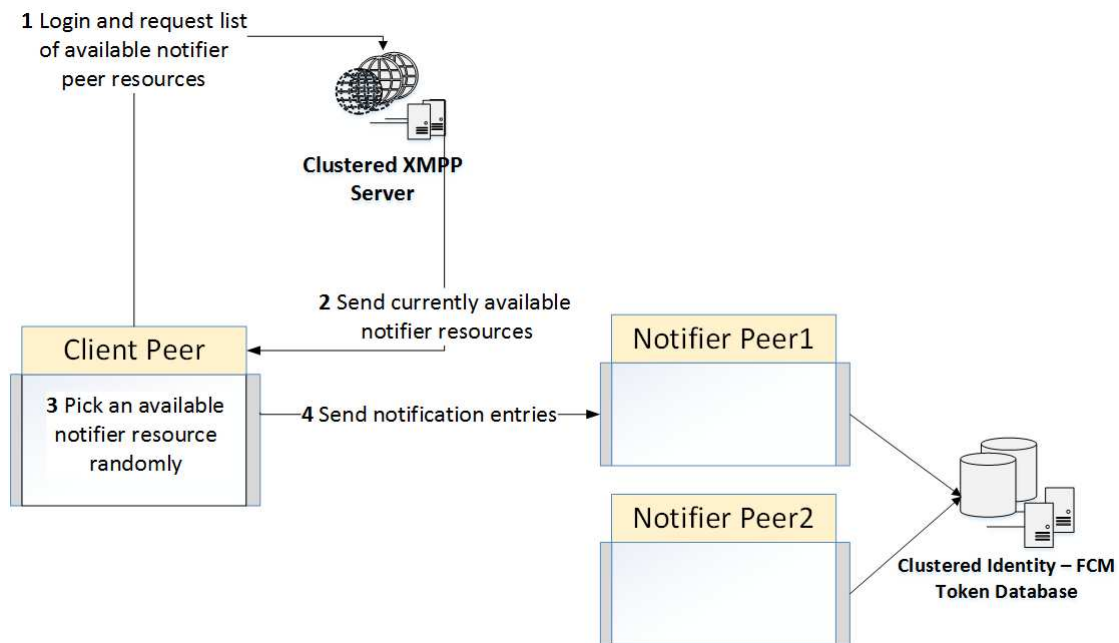 1 Login and request list
of available notifier
peer resources
Clustered XMPP
Server
2 Send currently available
notifier resources
Client Peer
3 Pick an available
notifier resource
randomly
4 Send notification entries
Notifier Peer1
Notifier Peer2
Clustered Identity – FCM
Token Database